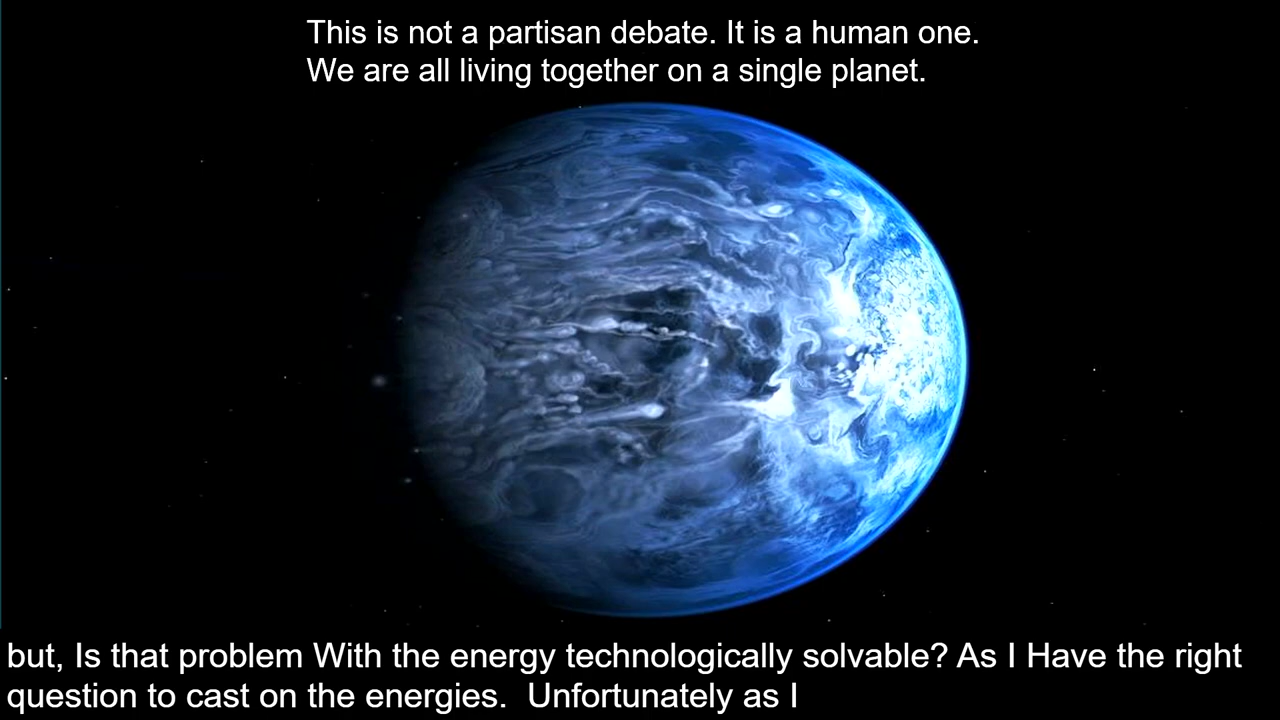 This is not a partisan debate. It is a human one.
We are all living together on a single planet.
but, Is that problem With the energy technologically solvable? As I Have the right
question to cast on the energies.  Unfortunately as I